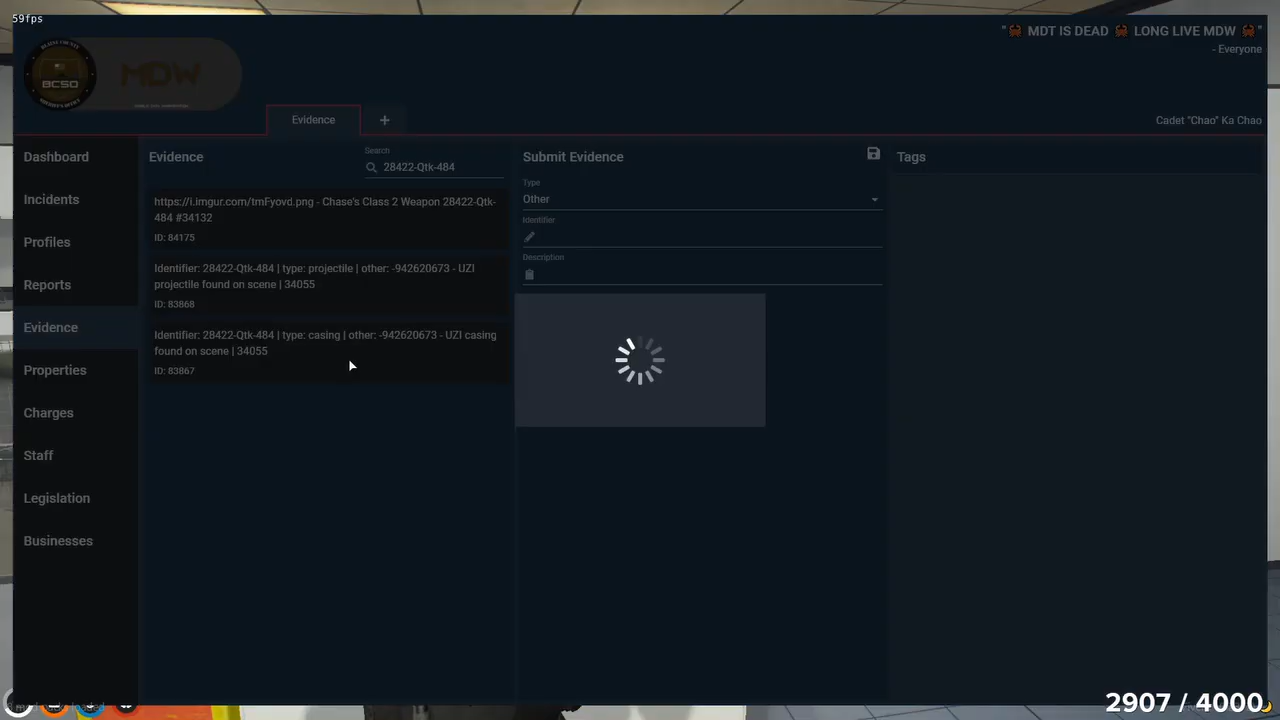 59fps
"🦀 MDT IS DEAD 🦀 LONG LIVE MDW 🦀"
- Everyone
BCSO
MDW
Evidence
+
Cadet "Chao" Ka Chao
Dashboard
Incidents
Profiles
Reports
Evidence
Properties
Charges
Staff
Legislation
Businesses
Evidence
Search
28422-Qtk-484
https://i.imgur.com/tmFyovd.png - Chase's Class 2 Weapon 28422-Qtk-
484 #34132
ID: 84175
Identifier: 28422-Qtk-484 | type: projectile | other: -942620673 - UZI
projectile found on scene | 34055
ID: 83868
Identifier: 28422-Qtk-484 | type: casing | other: -942620673 - UZI casing
found on scene | 34055
ID: 83867
Submit Evidence
Type
Other
Identifier
Description
Tags
2907 / 4000